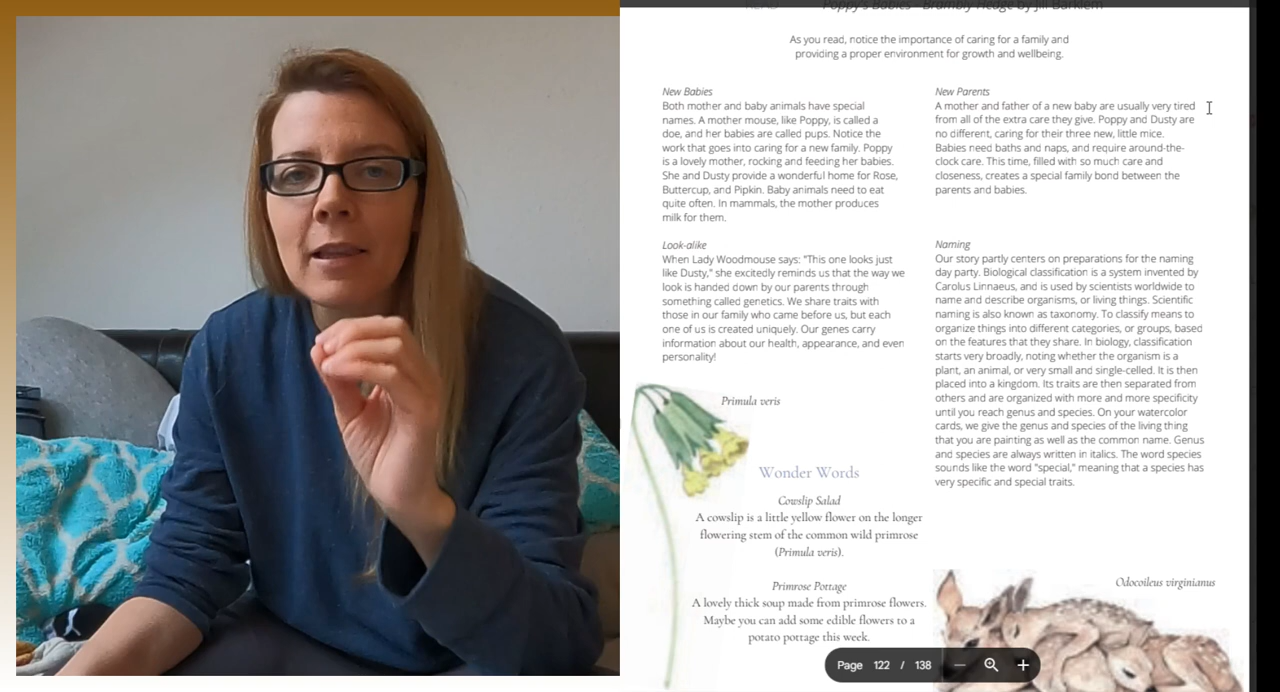 READ Poppy's Babies - Brambly Hedge by Jill Barklem
As you read, notice the importance of caring for a family and
providing a proper environment for growth and wellbeing.
New Babies
Both mother and baby animals have special
names. A mother mouse, like Poppy, is called a
doe, and her babies are called pups. Notice the
work that goes into caring for a new family. Poppy
is a lovely mother, rocking and feeding her babies.
She and Dusty provide a wonderful home for Rose,
Buttercup, and Pipkin. Baby animals need to eat
quite often. In mammals, the mother produces
milk for them.
Look-alike
When Lady Woodmouse says: "This one looks just
like Dusty," she excitedly reminds us that the way we
look is handed down by our parents through
something called genetics. We share traits with
those in our family who came before us, but each
one of us is created uniquely. Our genes carry
information about our health, appearance, and even
personality!
New Parents
A mother and father of a new baby are usually very tired
from all of the extra care they give. Poppy and Dusty are
no different, caring for their three new, little mice.
Babies need baths and naps, and require around-the-
clock care. This time, filled with so much care and
closeness, creates a special family bond between the
parents and babies.
Naming
Our story partly centers on preparations for the naming
day party. Biological classification is a system invented by
Carolus Linnaeus, and is used by scientists worldwide to
name and describe organisms, or living things. Scientific
naming is also known as taxonomy. To classify means to
organize things into different categories, or groups, based
on the features that they share. In biology, classification
starts very broadly, noting whether the organism is a
plant, an animal, or very small and single-celled. It is then
placed into a kingdom. Its traits are then separated from
others and are organized with more and more specificity
until you reach genus and species. On your watercolor
cards, we give the genus and species of the living thing
that you are painting as well as the common name. Genus
and species are always written in italics. The word species
sounds like the word "special," meaning that a species has
very specific and special traits.
Primula veris
Wonder Words
Cowslip Salad
A cowslip is a little yellow flower on the longer
flowering stem of the common wild primrose
(Primula veris).
Primrose Pottage
A lovely thick soup made from primrose flowers.
Maybe you can add some edible flowers to a
potato pottage this week.
Odocoileus virginianus
Page 122 / 138